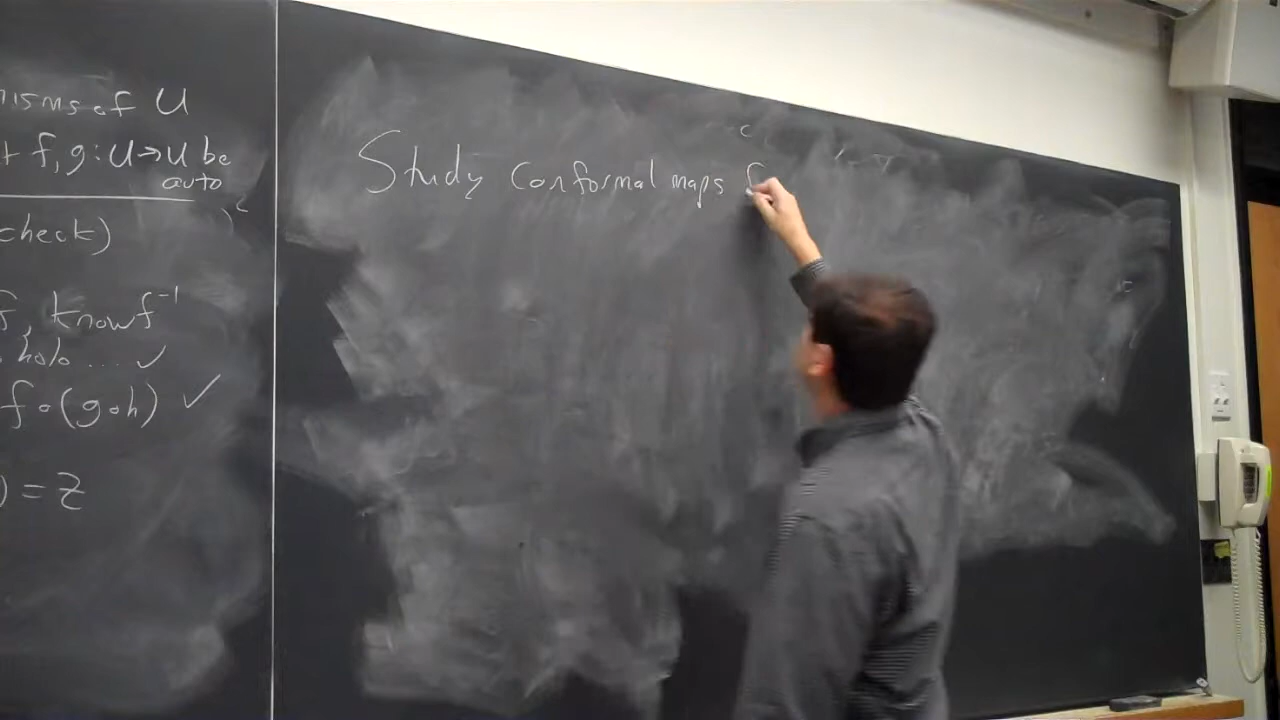 isms of U
f, g: U→U be
auto
check)
f, know f⁻¹
holo.... ✓
f∘(g∘h) ✓
) = z
Study conformal maps f